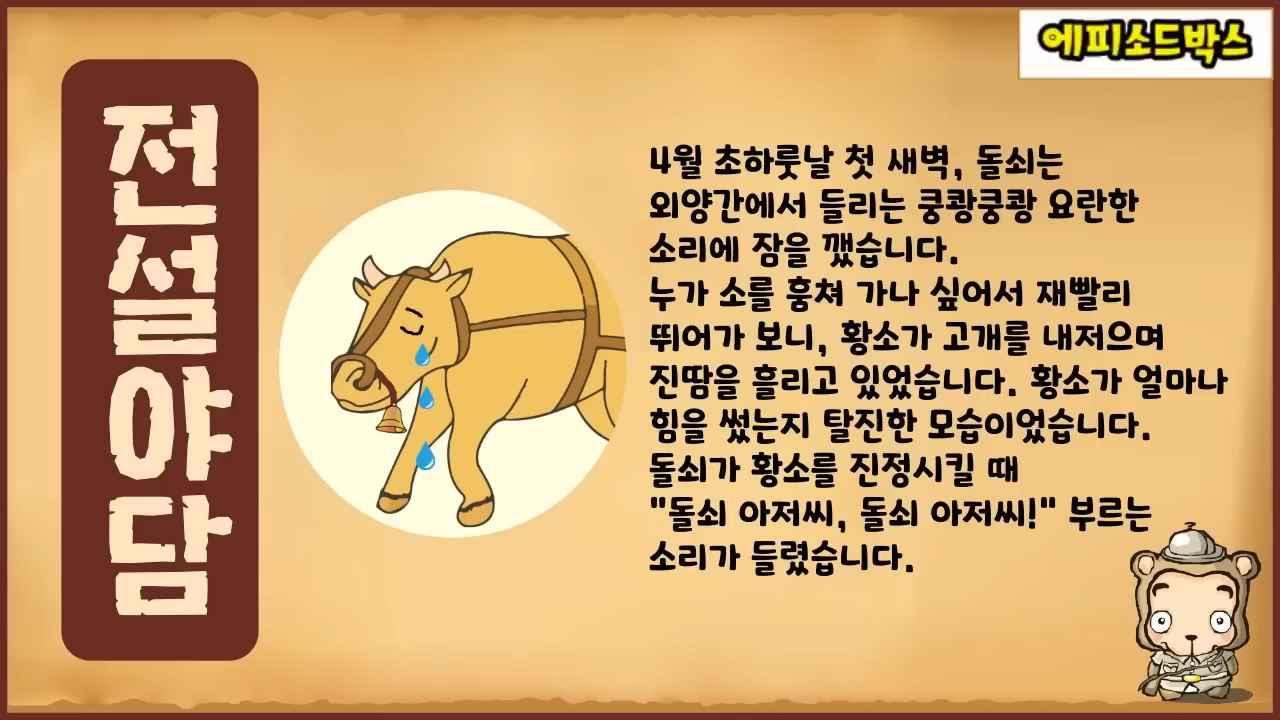 에피소드박스
전설야담
4월 초하룻날 첫 새벽, 돌쇠는
외양간에서 들리는 쿵쾅쿵쾅 요란한
소리에 잠을 깼습니다.
누가 소를 훔쳐 가나 싶어서 재빨리
뛰어가 보니, 황소가 고개를 내저으며
진땀을 흘리고 있었습니다. 황소가 얼마나
힘을 썼는지 탈진한 모습이었습니다.
돌쇠가 황소를 진정시킬 때
"돌쇠 아저씨, 돌쇠 아저씨!" 부르는
소리가 들렸습니다.